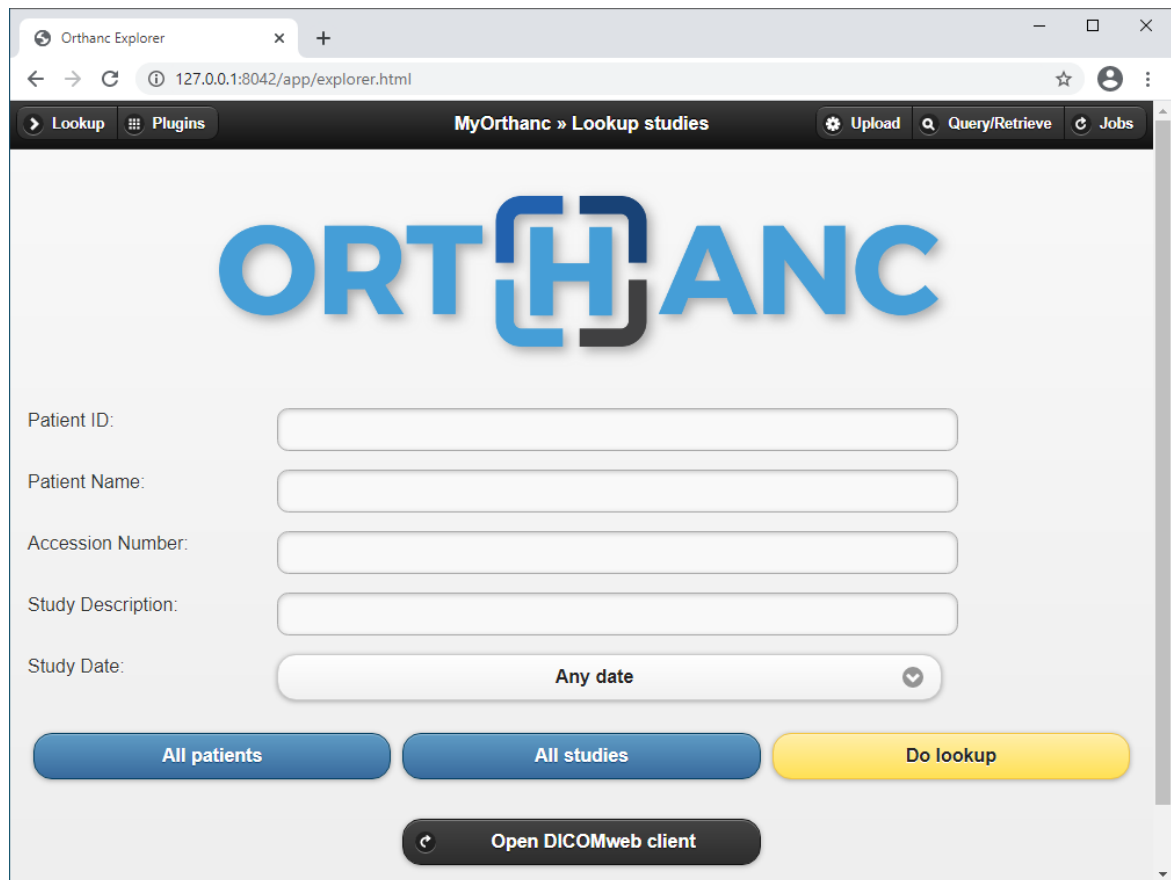 Orthanc Explorer
127.0.0.1:8042/app/explorer.html
Lookup Plugins MyOrthanc » Lookup studies Upload Query/Retrieve Jobs
ORTHANC
Patient ID:
Patient Name:
Accession Number:
Study Description:
Study Date: Any date
All patients All studies Do lookup
Open DICOMweb client